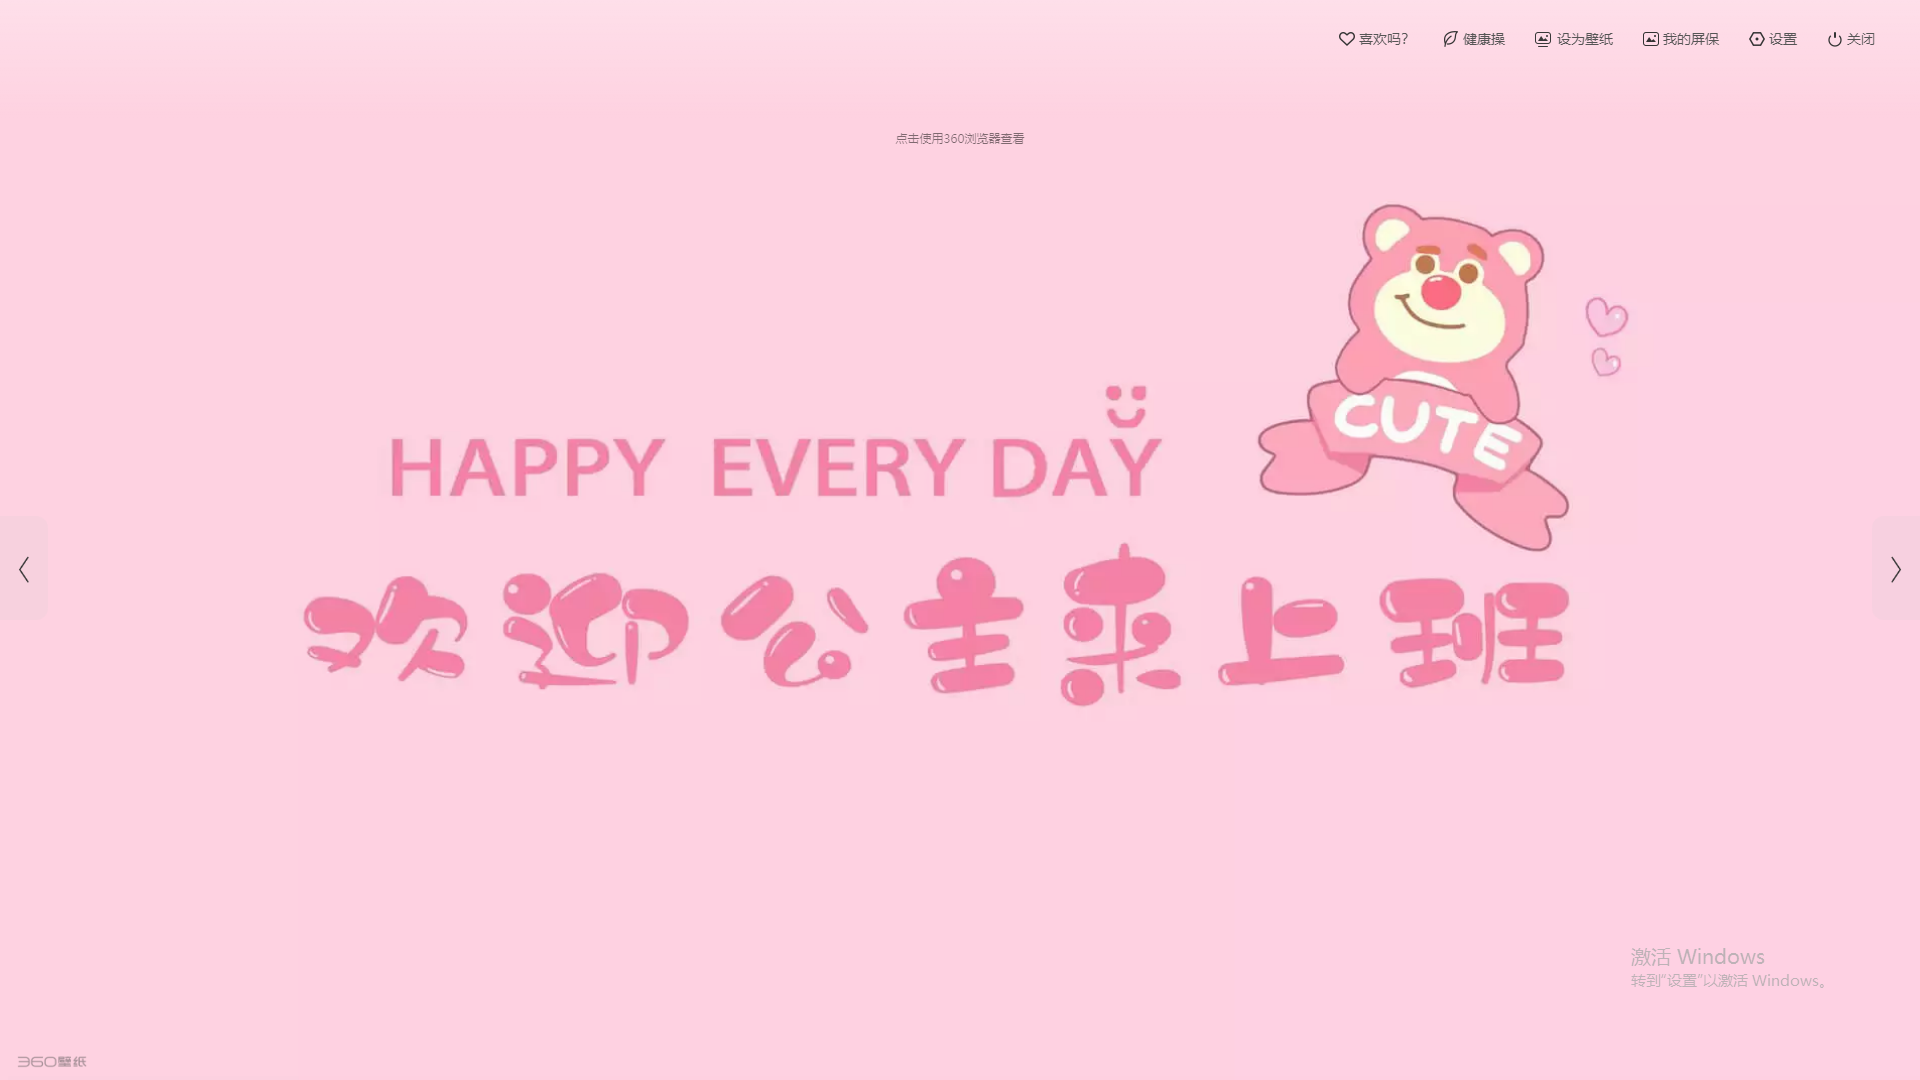 喜欢吗? 健康操 设为壁纸 我的屏保 设置 关闭
点击使用360浏览器查看
CUTE
HAPPY EVERY DAY
欢迎公主来上班
激活 Windows
转到"设置"以激活 Windows。
360壁纸